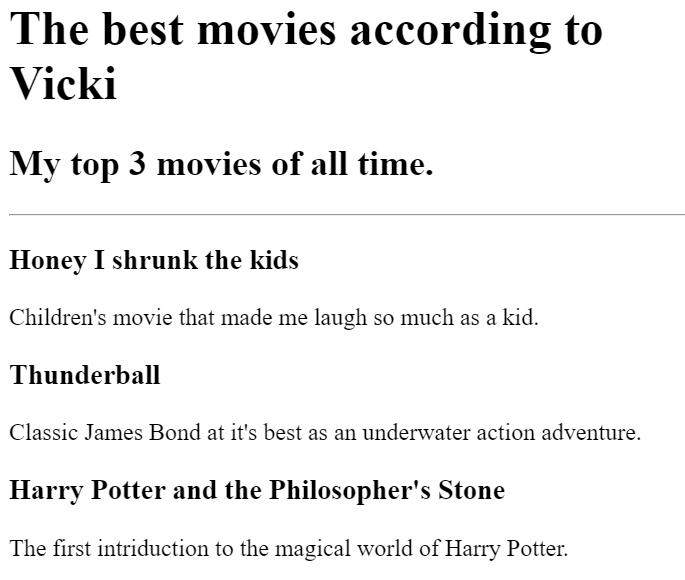 The best movies according to
Vicki
My top 3 movies of all time.
Honey I shrunk the kids
Children's movie that made me laugh so much as a kid.
Thunderball
Classic James Bond at it's best as an underwater action adventure.
Harry Potter and the Philosopher's Stone
The first intriduction to the magical world of Harry Potter.